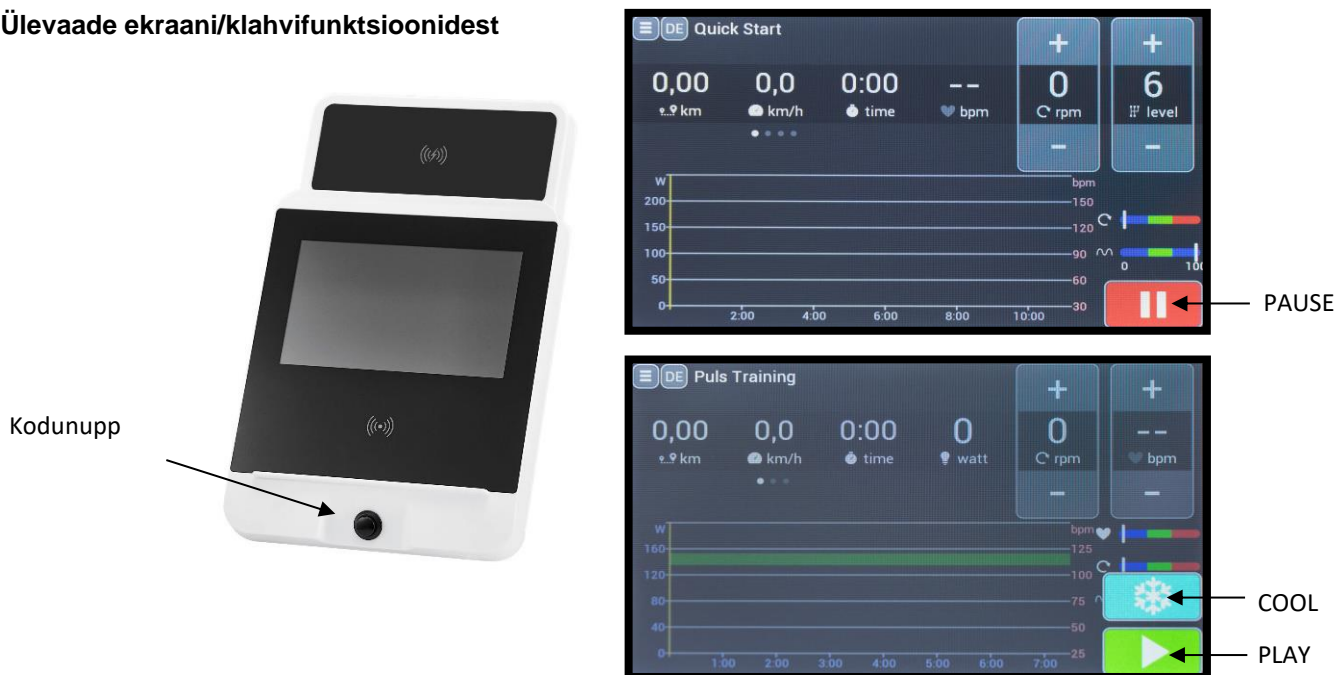 Ülevaade ekraani/klahvifunktsioonidest
Kodunupp
DE Quick Start
+ +
0,00 0,0 0:00 -- 0 6
km km/h time bpm rpm level
- -
W bpm
200 150
150 120
100 90
0 100
50 60
0 30
2:00 4:00 6:00 8:00 10:00
PAUSE
DE Puls Training
+ +
0,00 0,0 0:00 0 0 --
km km/h time watt rpm bpm
- -
W bpm
160 125
120 100
80 75
40 50
0 25
1:00 2:00 3:00 4:00 5:00 6:00 7:00
COOL
PLAY